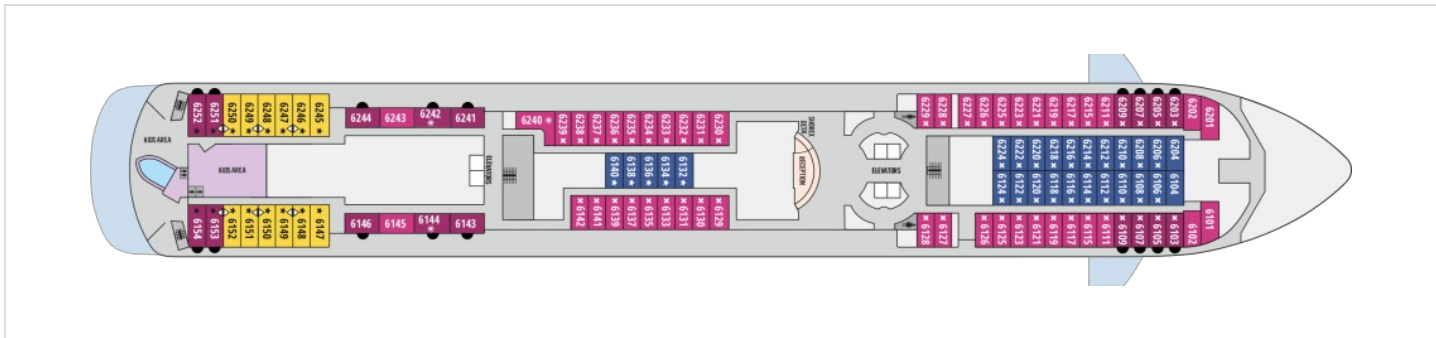 6252 6251 6250 6249 6248 6247 6246 6245
6244 6243 6242 6241
6240 6239 6238 6237 6236 6235 6234 6233 6232 6231 6230
SHOREX
DESK
6229 6228 6227 6226 6225 6223 6221 6219 6217 6215 6211 6209 6207 6205 6203 6202 6201
KIDS AREA
KIDS AREA
ELEVATORS
6140 6138 6136 6134 6132
RECEPTION
ELEVATORS
6224 6222 6220 6218 6216 6214 6212 6210 6208 6206 6204
6124 6122 6120 6118 6116 6114 6112 6110 6108 6106 6104
6154 6153 6152 6151 6150 6149 6148 6147
6146 6145 6144 6143
6142 6141 6139 6137 6135 6133 6131 6130 6129
6128 6127 6126 6125 6123 6121 6119 6117 6115 6111 6109 6107 6105 6103 6102 6101